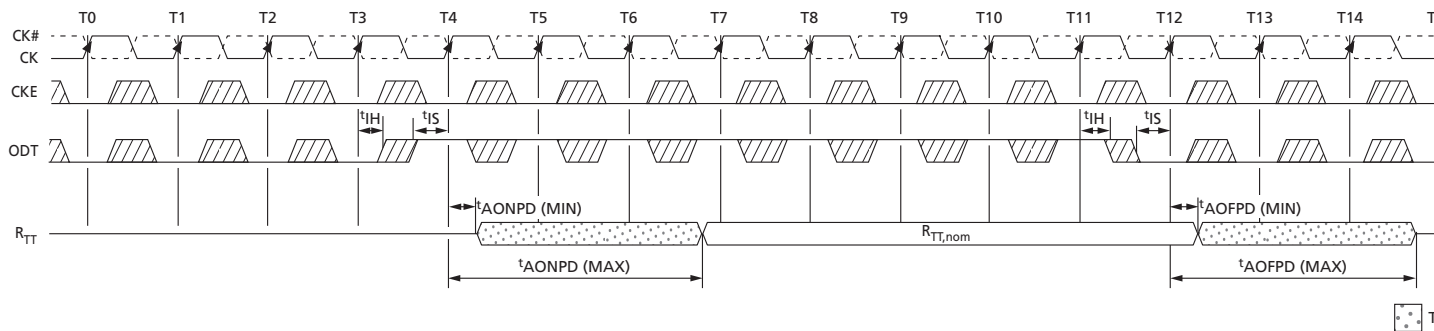 T0 T1 T2 T3 T4 T5 T6 T7 T8 T9 T10 T11 T12 T13 T14 T
CK#
CK
CKE
tIH tIS tIH tIS
ODT
tAONPD (MIN) tAOFPD (MIN)
RTT RTT,nom
tAONPD (MAX) tAOFPD (MAX)
T